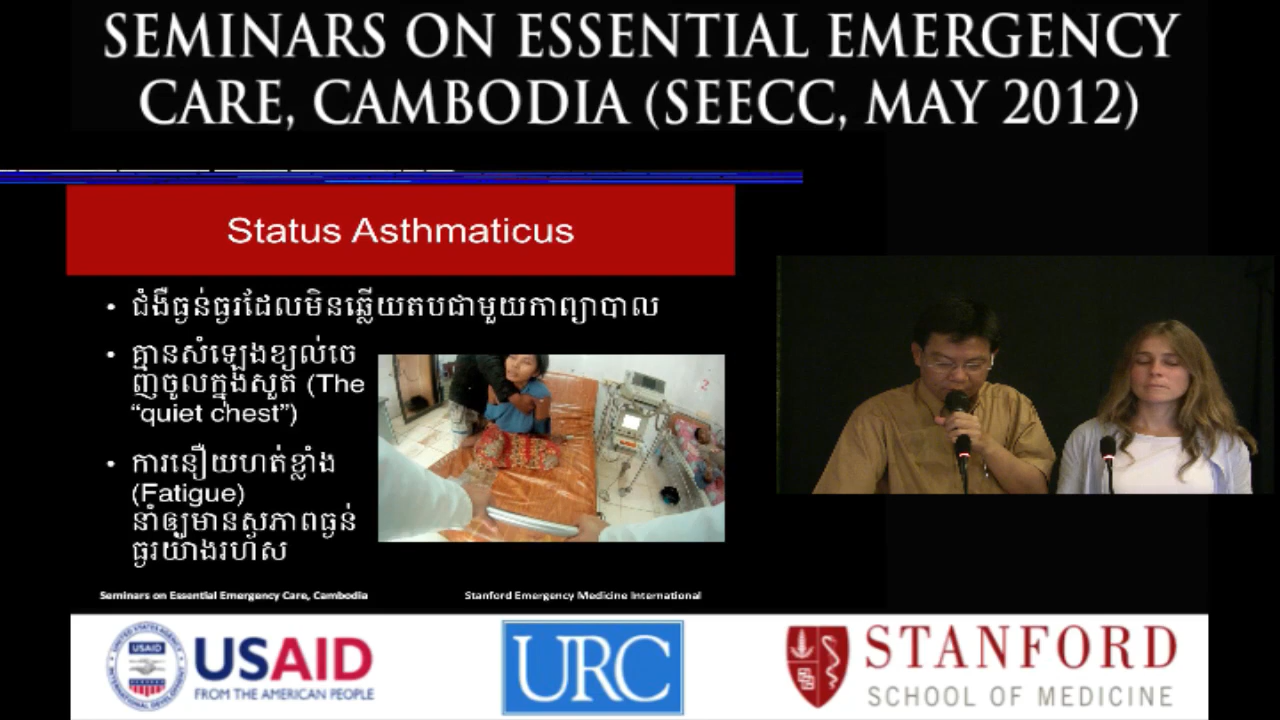 SEMINARS ON ESSENTIAL EMERGENCY
CARE, CAMBODIA (SEECC, MAY 2012)
Status Asthmaticus
• ជំងឺធ្ងន់ធ្ងរដែលមិនឆ្លើយតបជាមួយការព្យាបាល
• គ្មានសំឡេងខ្យល់ចេ
ញចូលក្នុងសួត (The
“quiet chest”)
• ការនឿយហត់ខ្លាំង
(Fatigue)
នាំឲ្យមានសភាពធ្ងន់
ធ្ងរយ៉ាងរហ័ស
Seminars on Essential Emergency Care, Cambodia
Stanford Emergency Medicine International
USAID
USAID
FROM THE AMERICAN PEOPLE
URC
STANFORD
SCHOOL OF MEDICINE